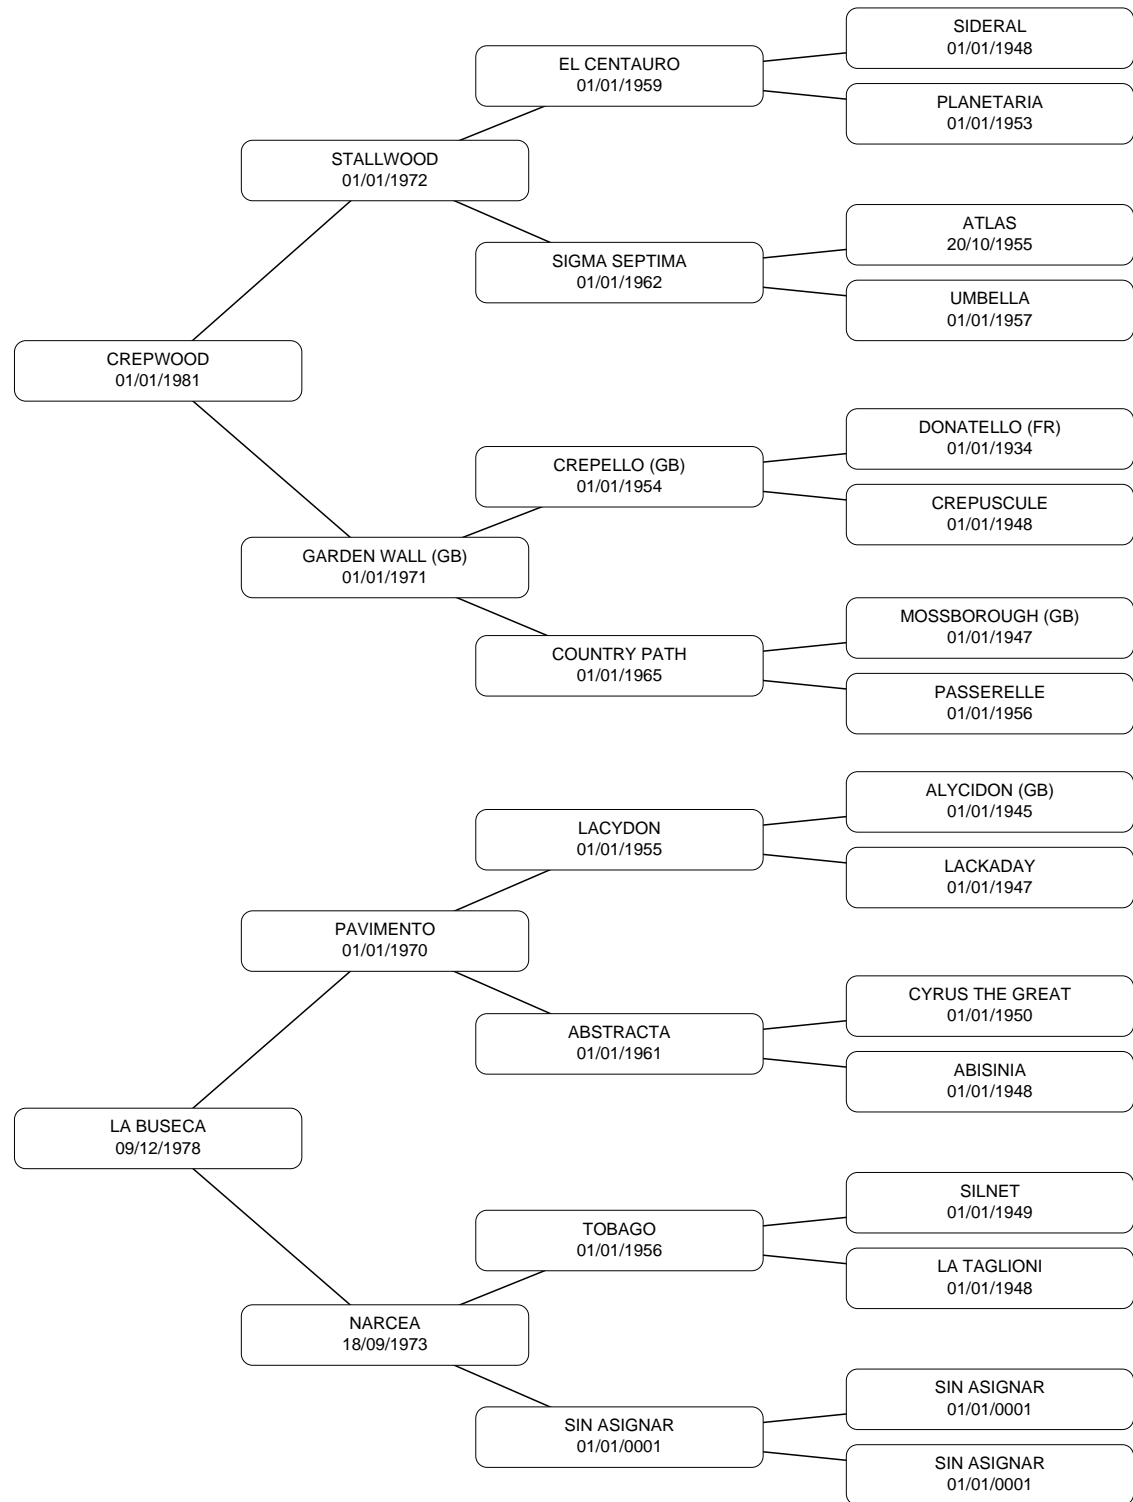 SIDERAL
01/01/1948
EL CENTAURO
01/01/1959
PLANETARIA
01/01/1953
STALLWOOD
01/01/1972
ATLAS
20/10/1955
SIGMA SEPTIMA
01/01/1962
UMBELLA
01/01/1957
CREPWOOD
01/01/1981
DONATELLO (FR)
01/01/1934
CREPELLO (GB)
01/01/1954
CREPUSCULE
01/01/1948
GARDEN WALL (GB)
01/01/1971
MOSSBOROUGH (GB)
01/01/1947
COUNTRY PATH
01/01/1965
PASSERELLE
01/01/1956
ALYCIDON (GB)
01/01/1945
LACYDON
01/01/1955
LACKADAY
01/01/1947
PAVIMENTO
01/01/1970
CYRUS THE GREAT
01/01/1950
ABSTRACTA
01/01/1961
ABISINIA
01/01/1948
LA BUSECA
09/12/1978
SILNET
01/01/1949
TOBAGO
01/01/1956
LA TAGLIONI
01/01/1948
NARCEA
18/09/1973
SIN ASIGNAR
01/01/0001
SIN ASIGNAR
01/01/0001
SIN ASIGNAR
01/01/0001